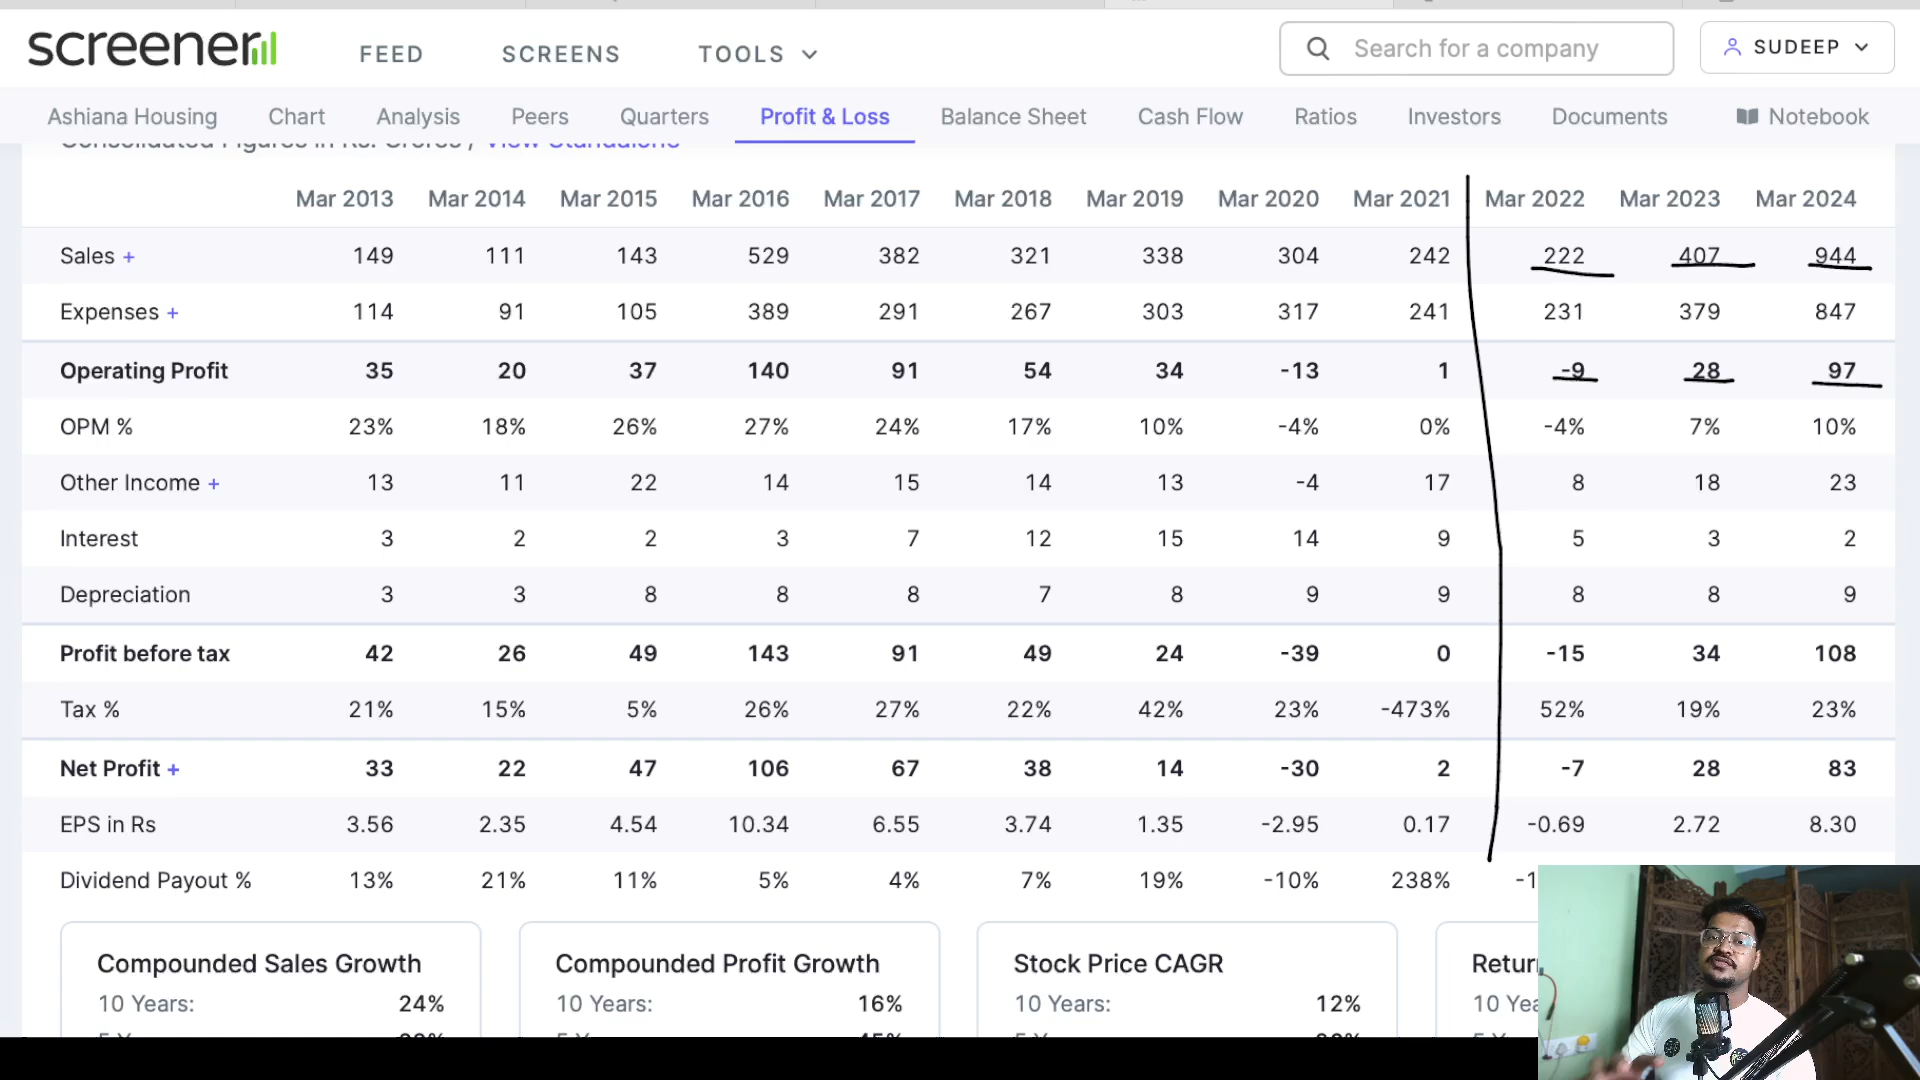 screener
FEED SCREENS TOOLS Search for a company SUDEEP
Ashiana Housing Chart Analysis Peers Quarters Profit & Loss Balance Sheet Cash Flow Ratios Investors Documents Notebook
Consolidated Figures in Rs. Crores / View Standalone
Mar 2013 Mar 2014 Mar 2015 Mar 2016 Mar 2017 Mar 2018 Mar 2019 Mar 2020 Mar 2021 Mar 2022 Mar 2023 Mar 2024
Sales + 149 111 143 529 382 321 338 304 242 222 407 944
Expenses + 114 91 105 389 291 267 303 317 241 231 379 847
Operating Profit 35 20 37 140 91 54 34 -13 1 -9 28 97
OPM % 23% 18% 26% 27% 24% 17% 10% -4% 0% -4% 7% 10%
Other Income + 13 11 22 14 15 14 13 -4 17 8 18 23
Interest 3 2 2 3 7 12 15 14 9 5 3 2
Depreciation 3 3 8 8 8 7 8 9 9 8 8 9
Profit before tax 42 26 49 143 91 49 24 -39 0 -15 34 108
Tax % 21% 15% 5% 26% 27% 22% 42% 23% -473% 52% 19% 23%
Net Profit + 33 22 47 106 67 38 14 -30 2 -7 28 83
EPS in Rs 3.56 2.35 4.54 10.34 6.55 3.74 1.35 -2.95 0.17 -0.69 2.72 8.30
Dividend Payout % 13% 21% 11% 5% 4% 7% 19% -10% 238% -1
Compounded Sales Growth Compounded Profit Growth Stock Price CAGR Retur
10 Years: 24% 10 Years: 16% 10 Years: 12% 10 Yea